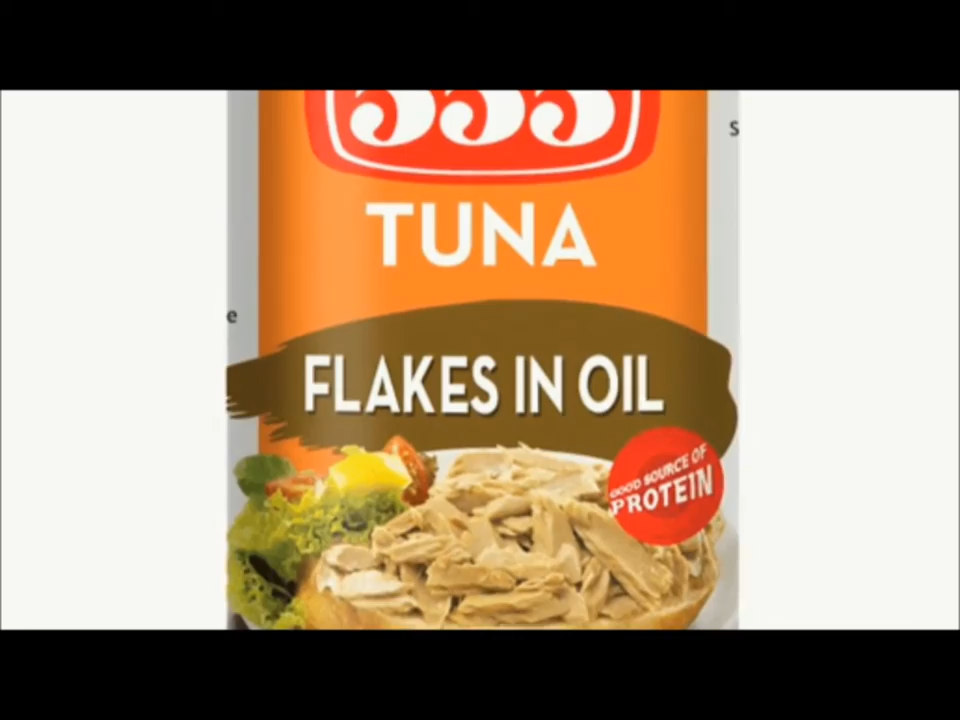 555
TUNA
FLAKES IN OIL
GOOD SOURCE OF
PROTEIN
e
S